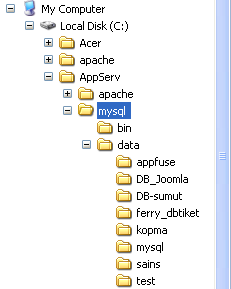 My Computer
Local Disk (C:)
Acer
apache
AppServ
apache
mysql
bin
data
appfuse
DB_Joomla
DB-sumut
ferry_dbtiket
kopma
mysql
sains
test